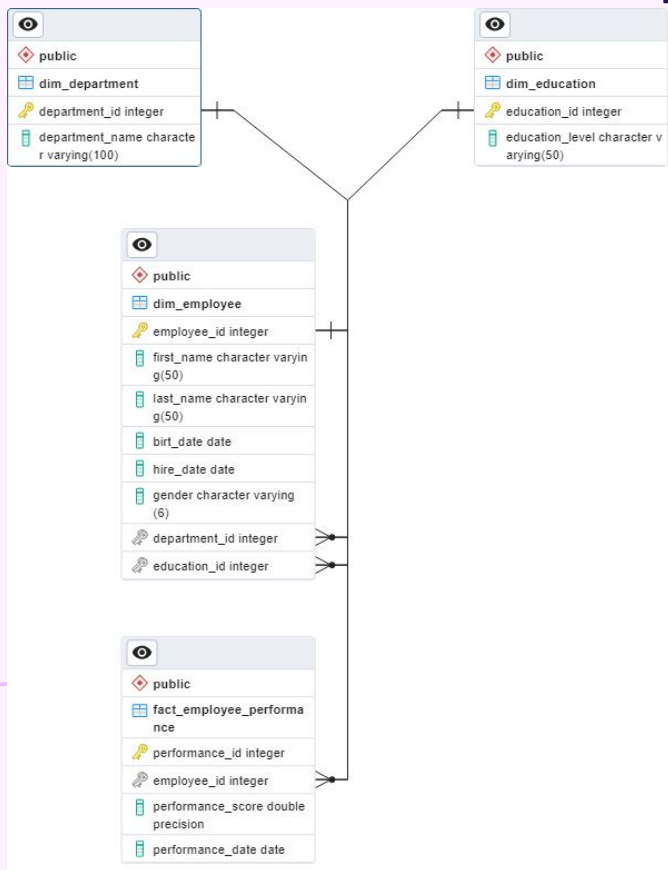 public
dim_department
department_id integer
department_name characte
r varying(100)
public
dim_education
education_id integer
education_level character v
arying(50)
public
dim_employee
employee_id integer
first_name character varyin
g(50)
last_name character varyin
g(50)
birt_date date
hire_date date
gender character varying
(6)
department_id integer
education_id integer
public
fact_employee_performa
nce
performance_id integer
employee_id integer
performance_score double
precision
performance_date date